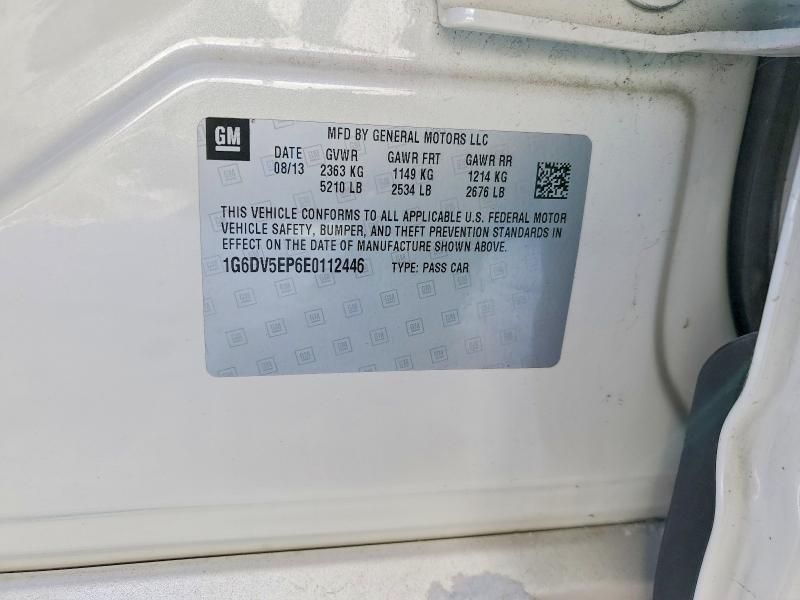 GM
MFD BY GENERAL MOTORS LLC
DATE GVWR GAWR FRT GAWR RR
08/13 2363 KG 1149 KG 1214 KG
5210 LB 2534 LB 2676 LB
THIS VEHICLE CONFORMS TO ALL APPLICABLE U.S. FEDERAL MOTOR
VEHICLE SAFETY, BUMPER, AND THEFT PREVENTION STANDARDS IN
EFFECT ON THE DATE OF MANUFACTURE SHOWN ABOVE.
1G6DV5EP6E0112446 TYPE: PASS CAR